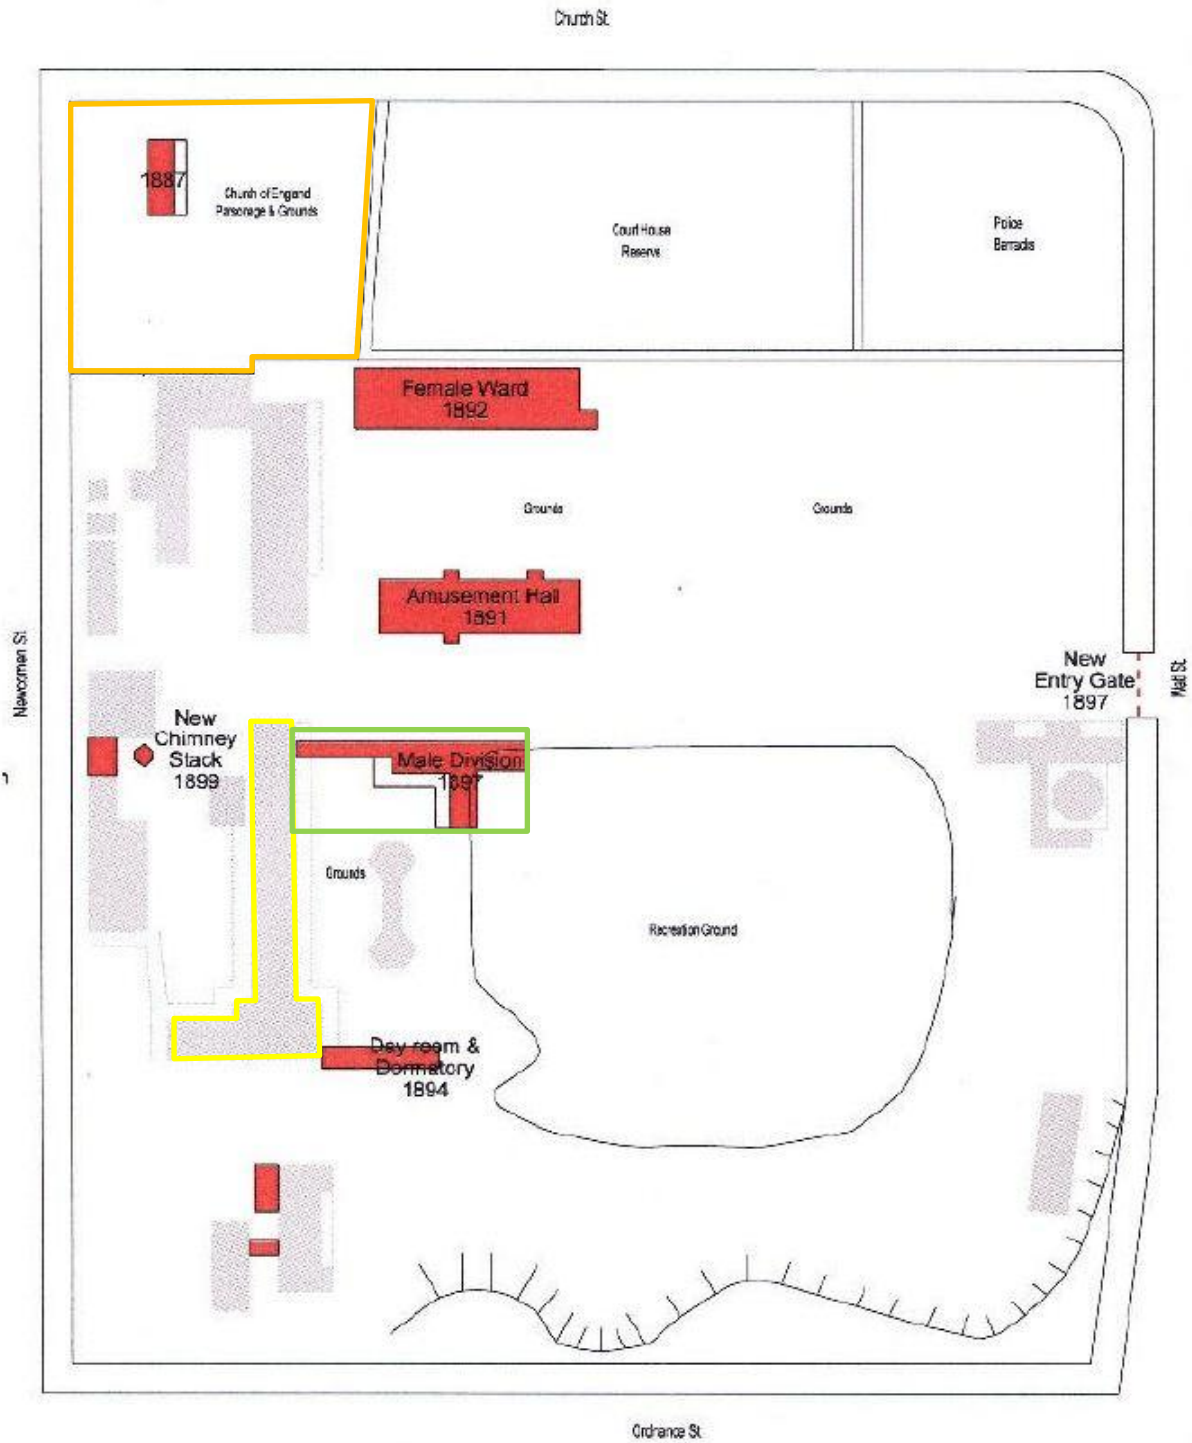 Church St.
1887
Church of England
Parsonage & Grounds
Court House
Reserve
Police
Barracks
Female Ward
1892
Grounds
Grounds
Amusement Hall
1891
Newcomen St.
New
Entry Gate
1897
Watt St.
New
Chimney
Stack
1899
Male Division
1897
Grounds
Recreation Ground
Day room &
Dormatory
1894
Ordnance St.